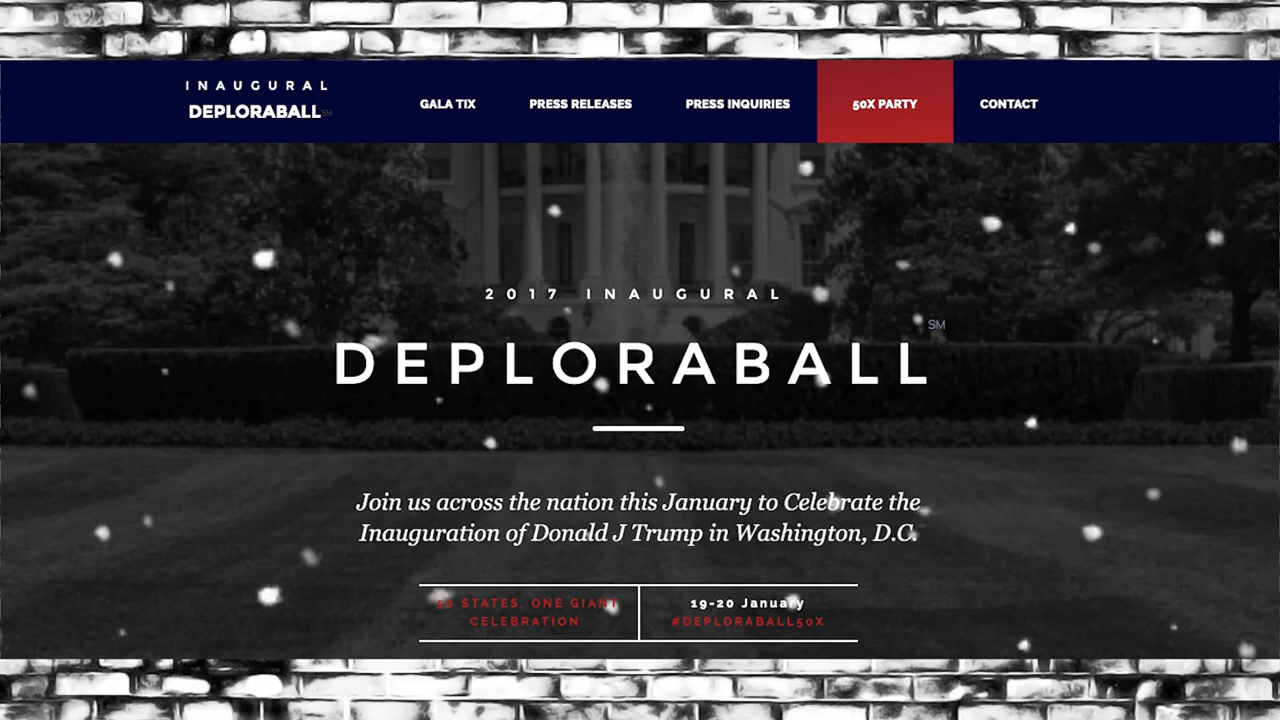 INAUGURAL
DEPLORABALL SM
GALA TIX
PRESS RELEASES
PRESS INQUIRIES
50X PARTY
CONTACT
2017 INAUGURAL
DEPLORABALL SM
Join us across the nation this January to Celebrate the
Inauguration of Donald J Trump in Washington, D.C.
50 STATES, ONE GIANT
CELEBRATION
19-20 January
#DEPLORABALL50X